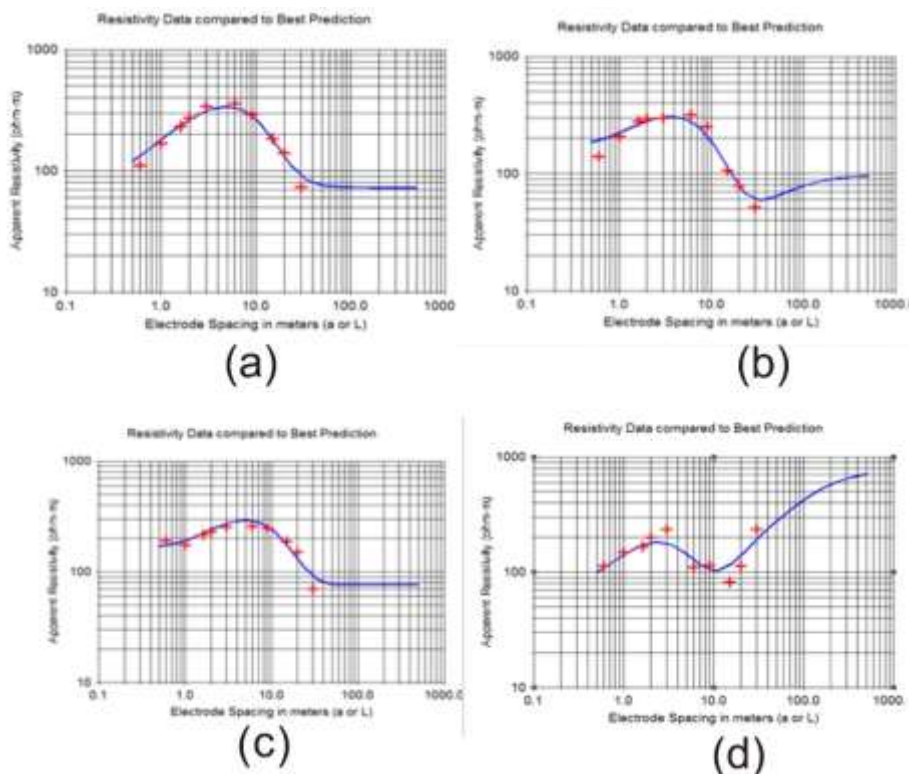 Resistivity Data compared to Best Prediction
1000
100
10
0.1 1.0 10.0 100.0 1000
Apparent Resistivity (ohm-m)
Electrode Spacing in meters (a or L)
(a)
Resistivity Data compared to Best Prediction
1000
100
10
0.1 1.0 10.0 100.0 1000.
Apparent Resistivity (ohm-m)
Electrode Spacing in meters (a or L)
(b)
Resistivity Data compared to Best Prediction
1000
100
10
0.1 1.0 10.0 100.0 1000.
Apparent Resistivity (ohm-m)
Electrode Spacing in meters (a or L)
(c)
Resistivity Data compared to Best Prediction
1000
100
10
0.1 1.0 10.0 100.0 1000.
Apparent Resistivity (ohm-m)
Electrode Spacing in meters (a or L)
(d)